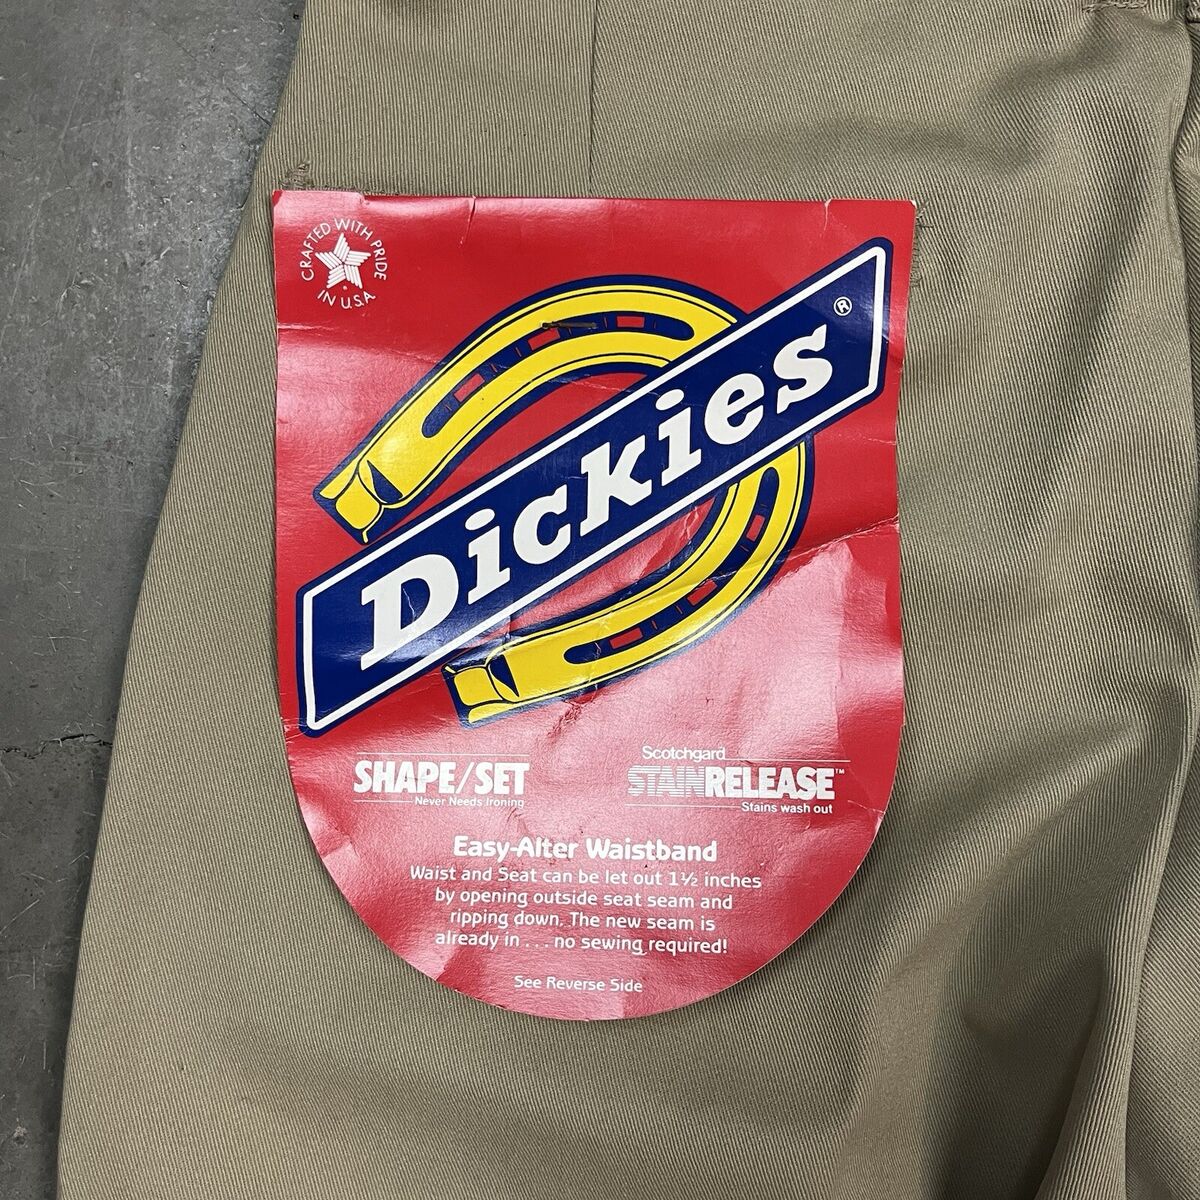 CRAFTED WITH PRIDE
IN U.S.A.
Dickies®
SHAPE/SET
Never Needs Ironing
Scotchgard
STAINRELEASE™
Stains wash out
Easy-Alter Waistband
Waist and Seat can be let out 1½ inches
by opening outside seat seam and
ripping down. The new seam is
already in . . . no sewing required!
See Reverse Side